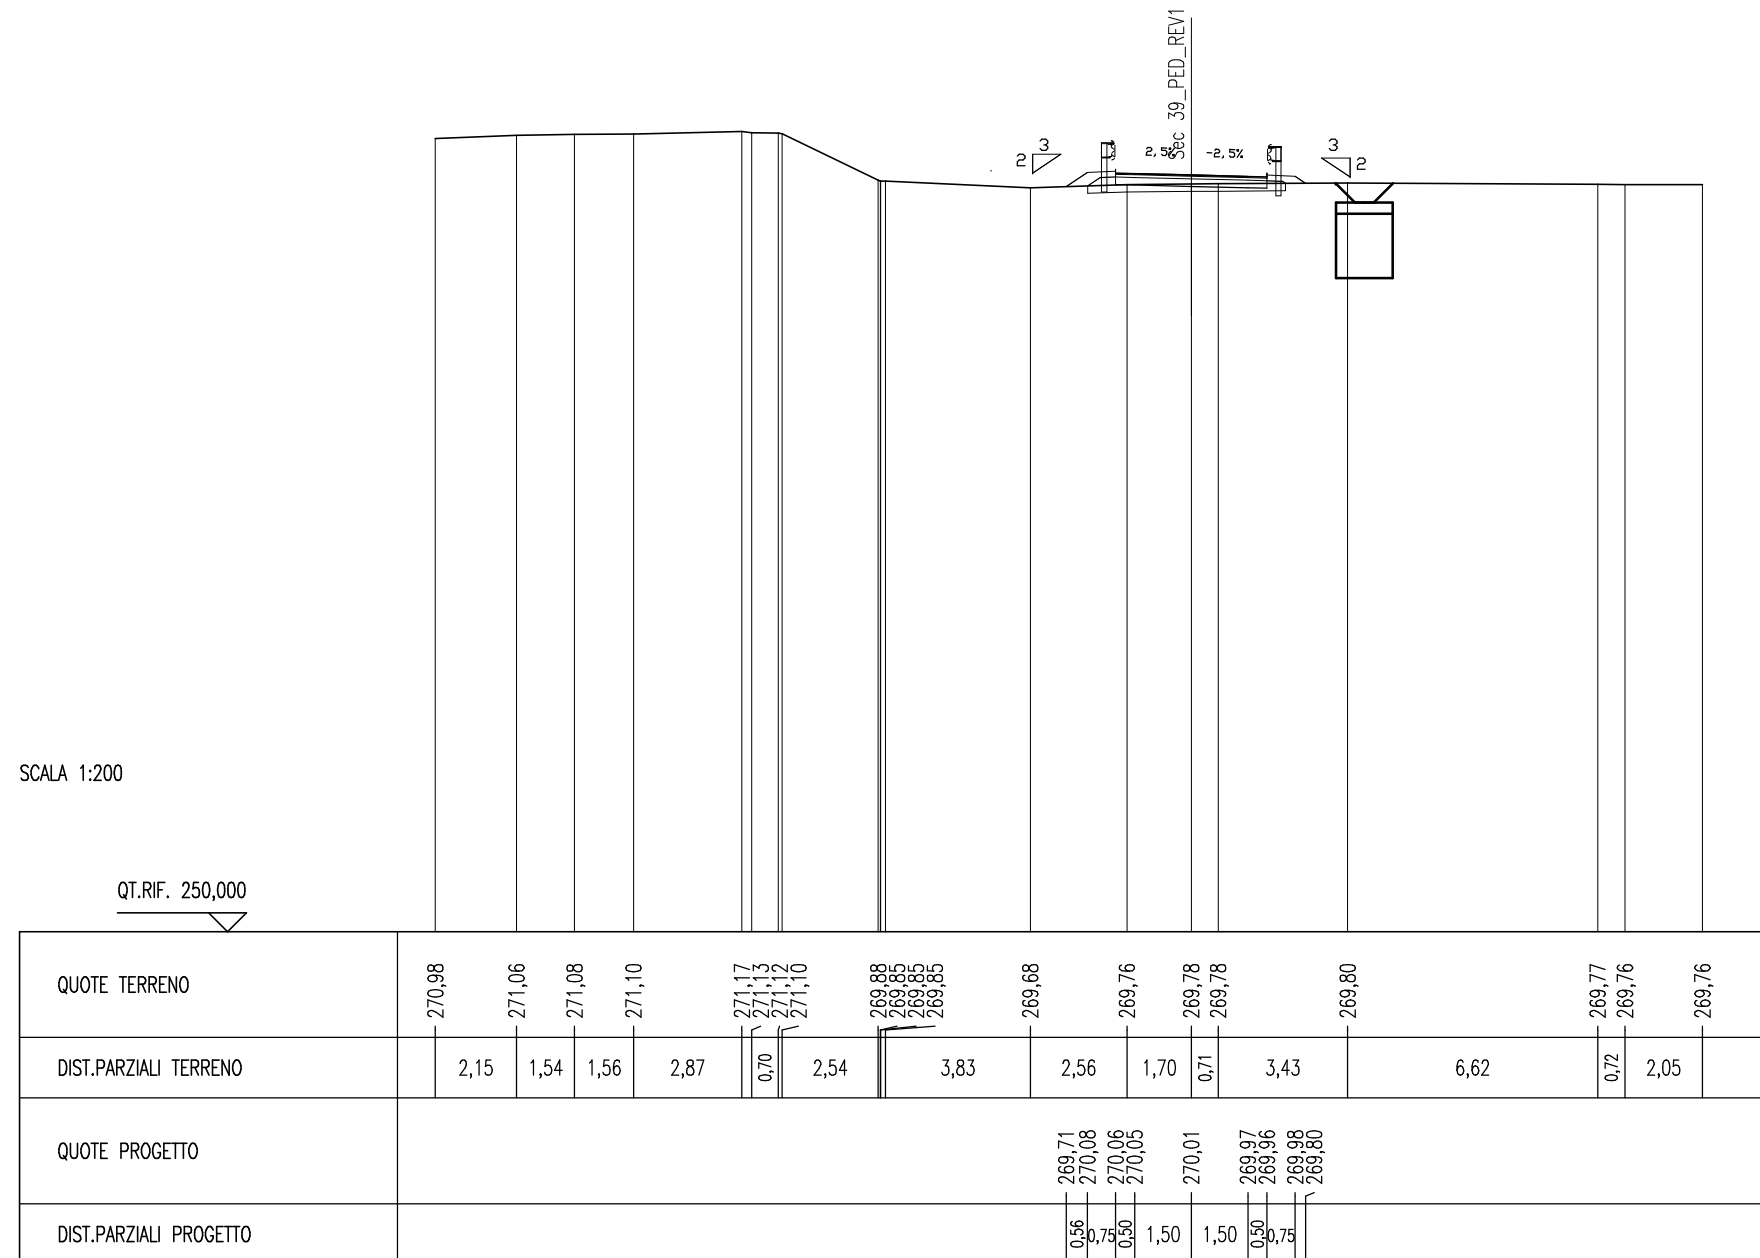 Sec 39_PED_REV1
3
2
2,5%
-2,5%
3
2
SCALA 1:200
QT.RIF. 250,000
QUOTE TERRENO
270,98 271,06 271,08 271,10 271,17 271,13 271,12 271,10 269,88 269,85 269,85 269,85 269,68 269,76 269,78 269,78 269,80 269,77 269,76 269,76
DIST.PARZIALI TERRENO
2,15 1,54 1,56 2,87 0,70 2,54 3,83 2,56 1,70 0,71 3,43 6,62 0,72 2,05
QUOTE PROGETTO
269,71 270,08 270,06 270,05 270,01 269,97 269,96 269,98 269,80
DIST.PARZIALI PROGETTO
0,56 0,75 0,50 1,50 1,50 0,50 0,75